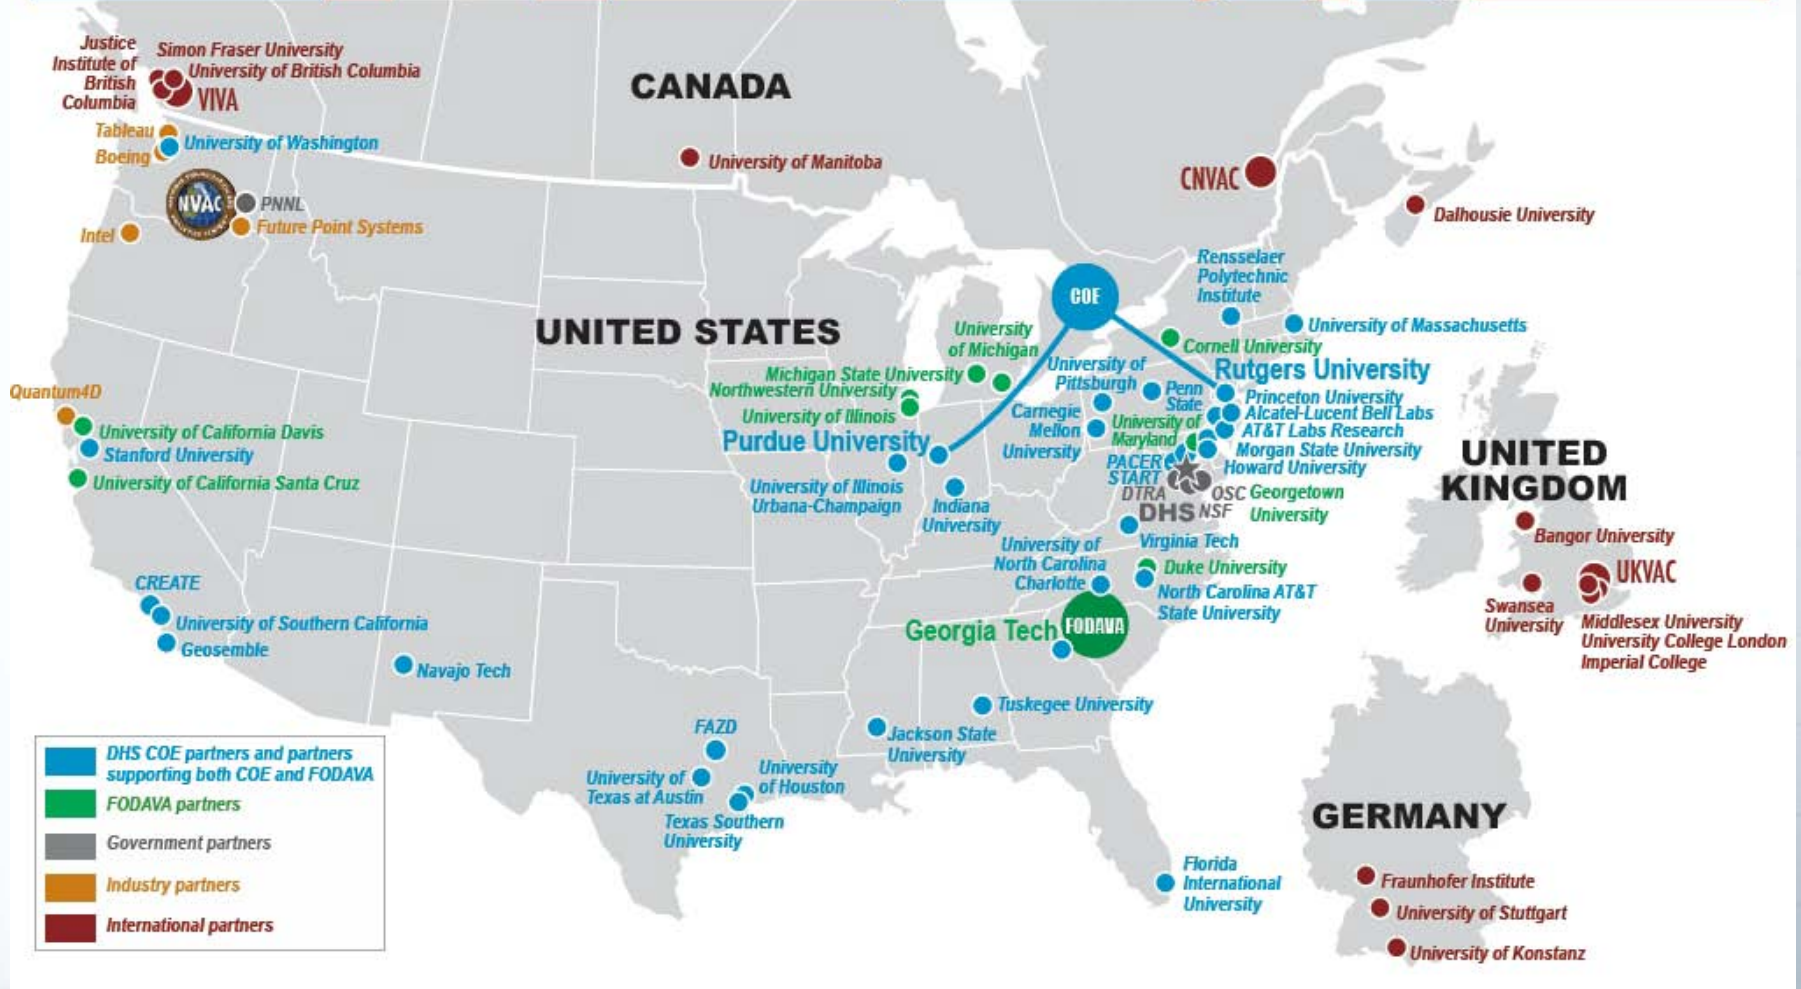 Justice
Institute of
British
Columbia
Simon Fraser University
University of British Columbia
VIVA
CANADA
Tableau
Boeing
University of Washington
University of Manitoba
CNVAC
NVAC
PNNL
Future Point Systems
Intel
Dalhousie University
Rensselaer
Polytechnic
Institute
COE
UNITED STATES
University
of Michigan
University of Massachusetts
Cornell University
Michigan State University
Northwestern University
University of Illinois
University of
Pittsburgh
Penn
State
Rutgers University
Quantum4D
Princeton University
Alcatel-Lucent Bell Labs
AT&T Labs Research
Carnegie
Mellon
University
University of
Maryland
Morgan State University
Howard University
University of California Davis
Stanford University
University of California Santa Cruz
Purdue University
PACER
START
DTRA
DHS
OSC
NSF
Georgetown
University
UNITED
KINGDOM
University of Illinois
Urbana-Champaign
Indiana
University
Virginia Tech
Bangor University
University of
North Carolina
Charlotte
Duke University
North Carolina AT&T
State University
UKVAC
Swansea
University
Middlesex University
University College London
Imperial College
CREATE
University of Southern California
Geosemble
Navajo Tech
Georgia Tech
FODAVA
Tuskegee University
Jackson State
University
FAZD
University of
Texas at Austin
University
of Houston
Texas Southern
University
Florida
International
University
GERMANY
Fraunhofer Institute
University of Stuttgart
University of Konstanz
DHS COE partners and partners
supporting both COE and FODAVA
FODAVA partners
Government partners
Industry partners
International partners